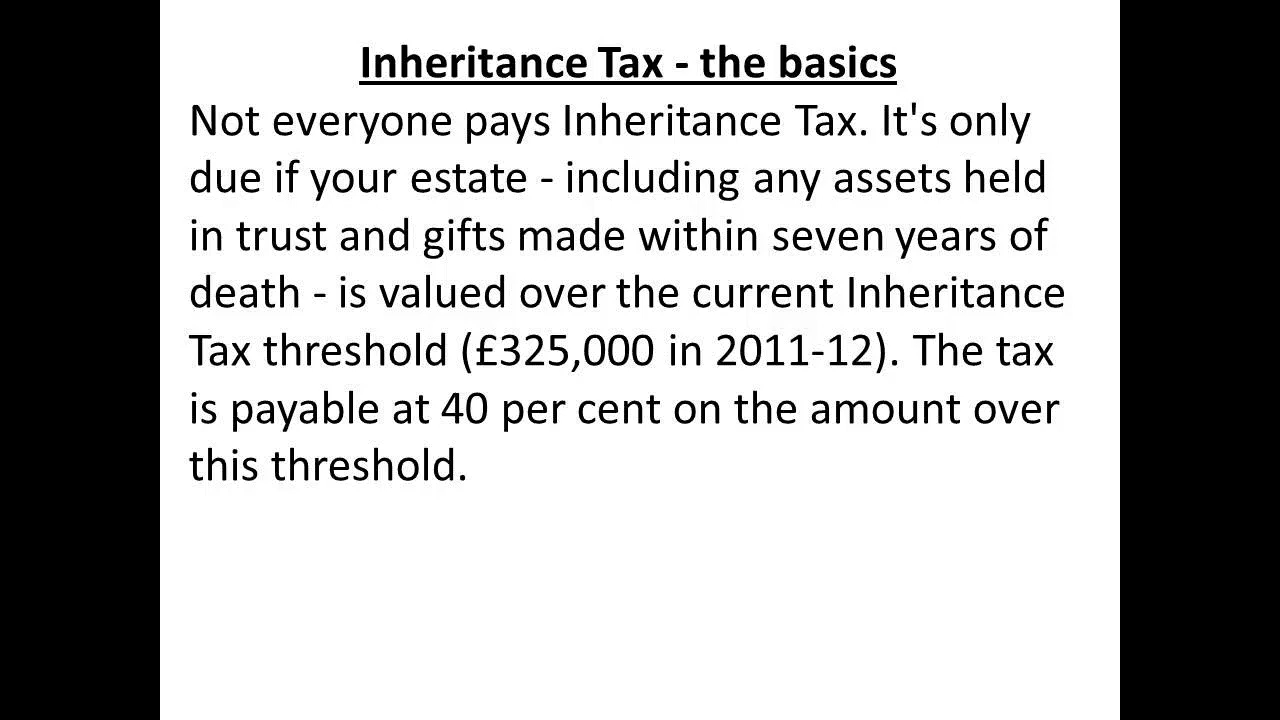 Inheritance Tax - the basics
Not everyone pays Inheritance Tax. It's only
due if your estate - including any assets held
in trust and gifts made within seven years of
death - is valued over the current Inheritance
Tax threshold (£325,000 in 2011-12). The tax
is payable at 40 per cent on the amount over
this threshold.